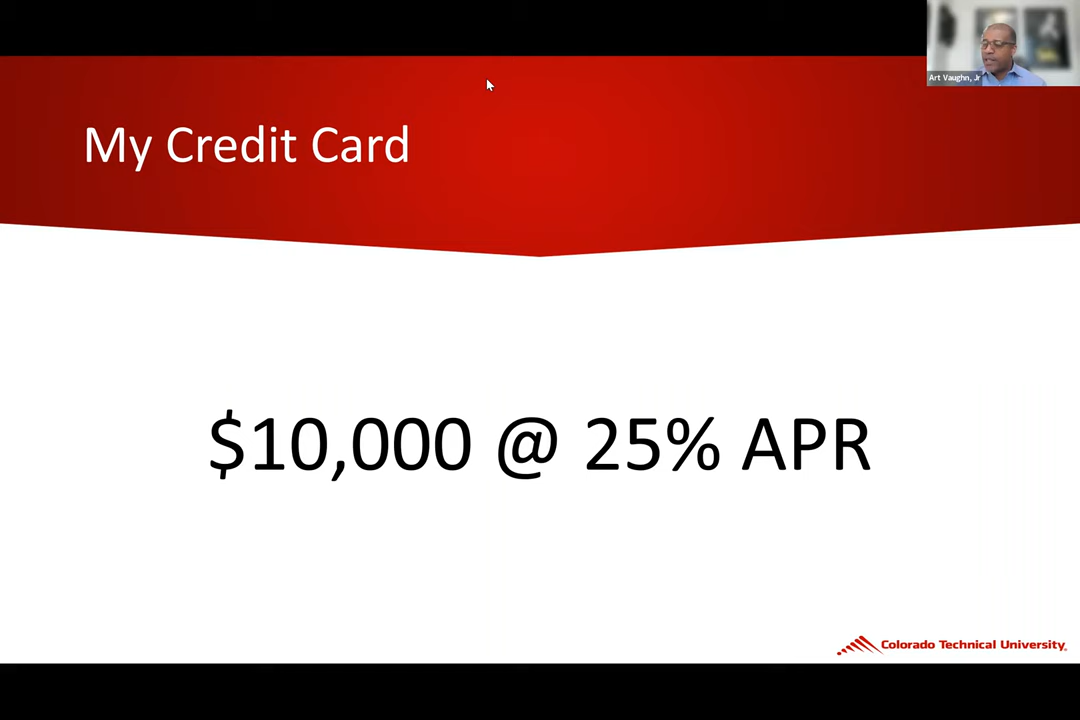 Art Vaughn, Jr
My Credit Card
$10,000 @ 25% APR
Colorado Technical University